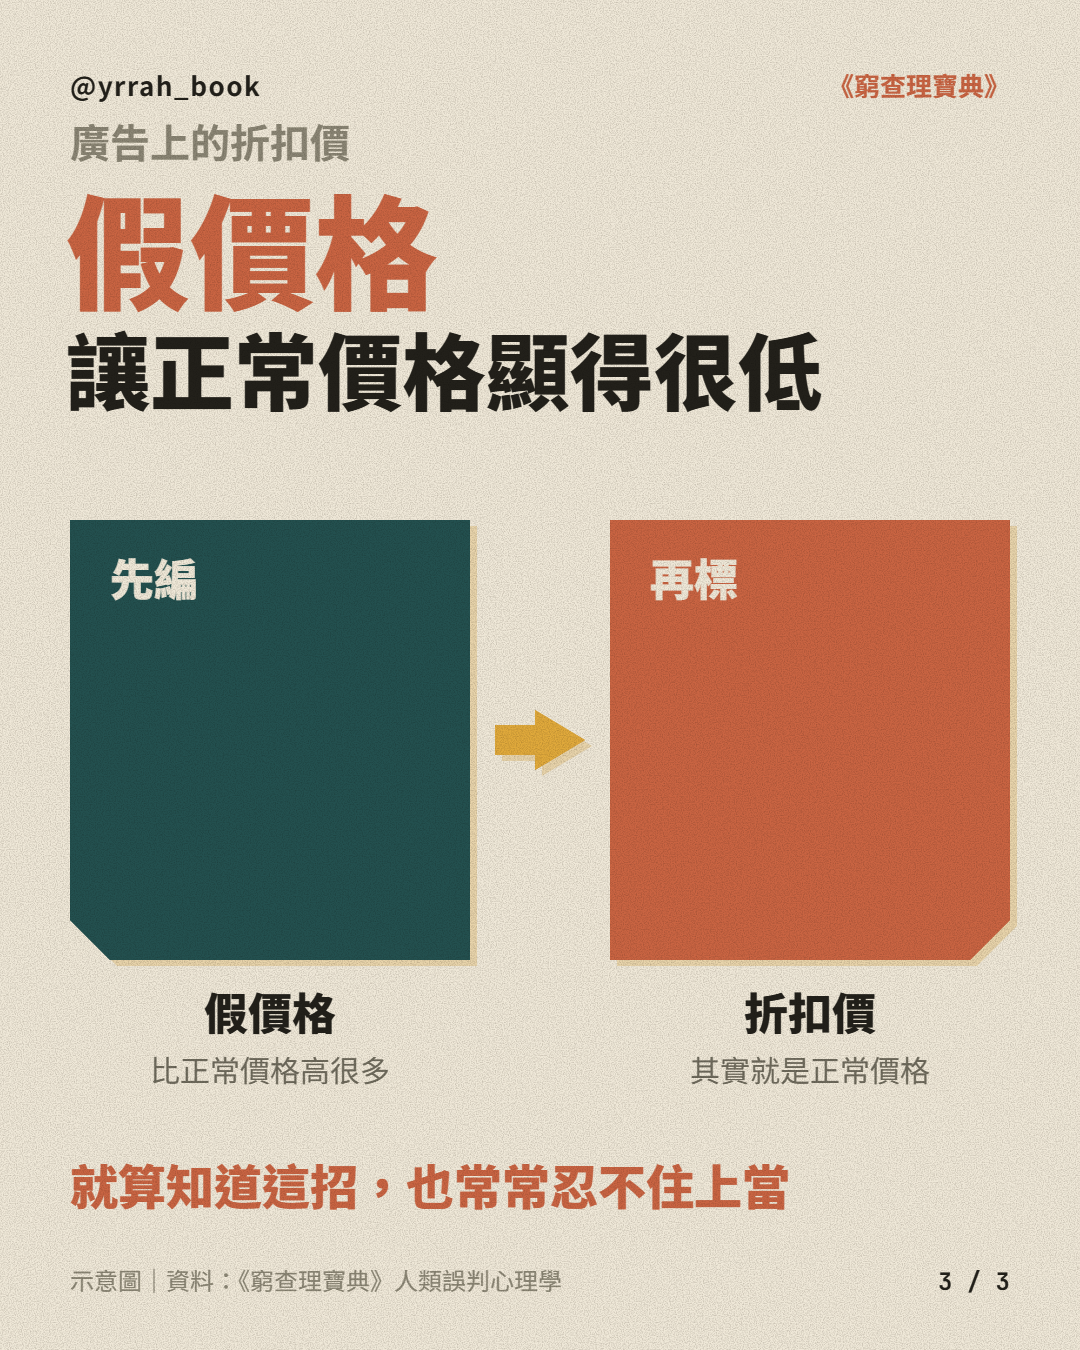 @yrrah_book
《窮查理寶典》
廣告上的折扣價
假價格
讓正常價格顯得很低
先編
再標
假價格
折扣價
比正常價格高很多
其實就是正常價格
就算知道這招，也常常忍不住上當
示意圖｜資料：《窮查理寶典》人類誤判心理學
3 / 3